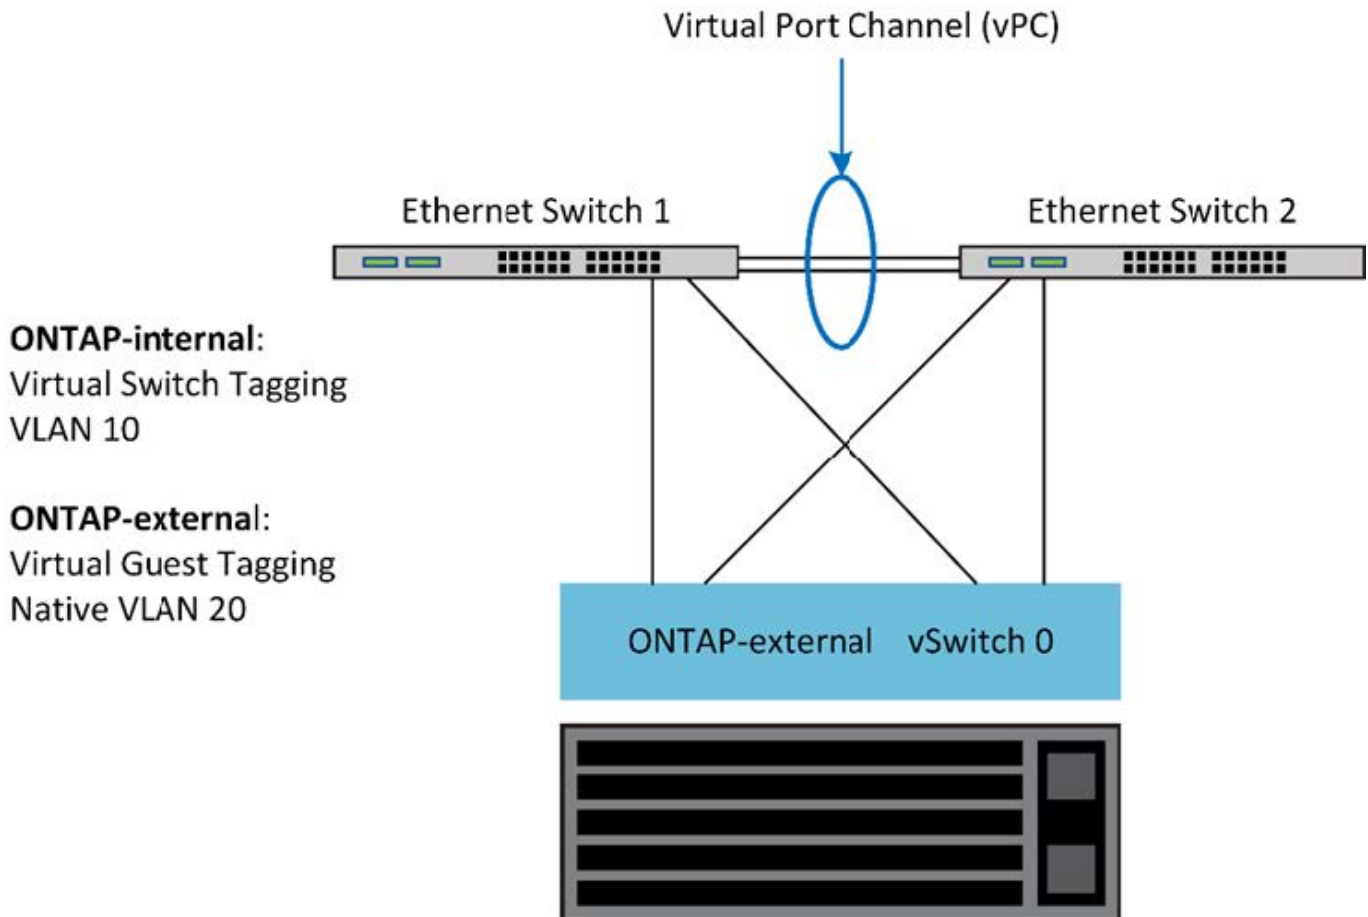 Virtual Port Channel (vPC)
Ethernet Switch 1
Ethernet Switch 2
ONTAP-internal:
Virtual Switch Tagging
VLAN 10
ONTAP-external:
Virtual Guest Tagging
Native VLAN 20
ONTAP-external vSwitch 0